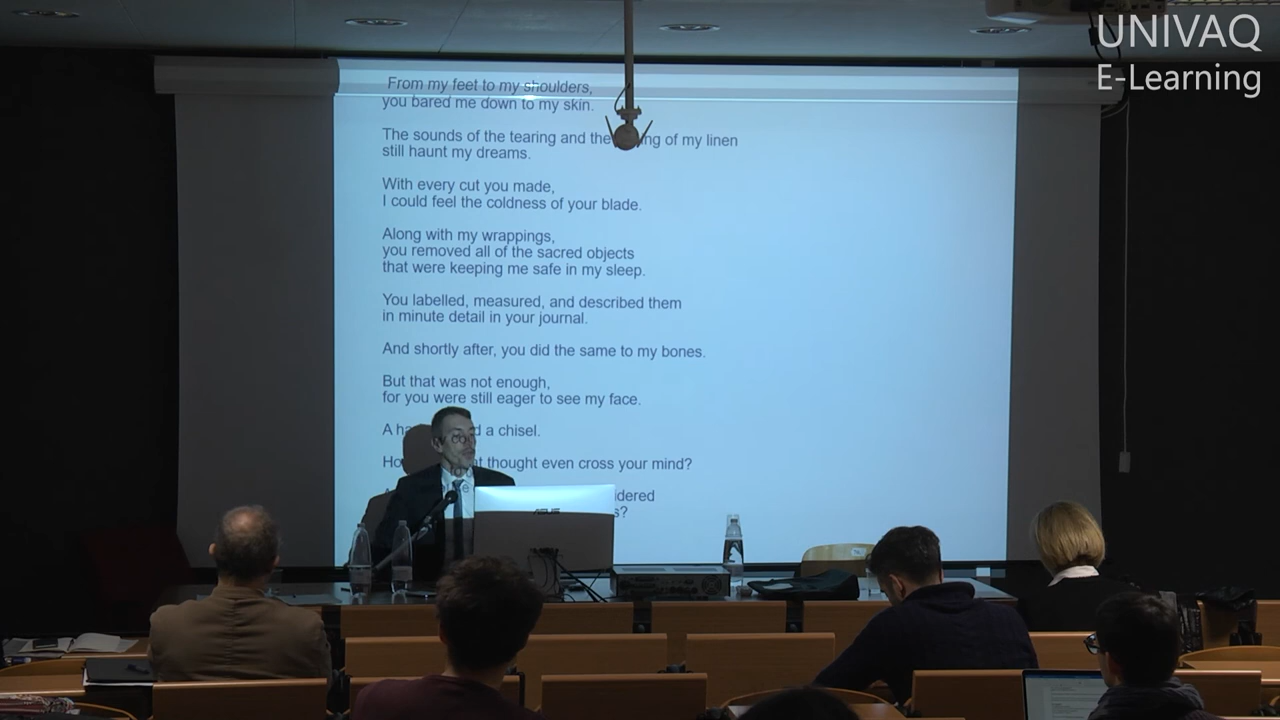 UNIVAQ
E-Learning
From my feet to my shoulders,
you bared me down to my skin.
The sounds of the tearing and the of my linen
still haunt my dreams.
With every cut you made,
I could feel the coldness of your blade.
Along with my wrappings,
you removed all of the sacred objects
that were keeping me safe in my sleep.
You labelled, measured, and described them
in minute detail in your journal.
And shortly after, you did the same to my bones.
But that was not enough,
for you were still eager to see my face.
A a chisel.
thought even cross your mind?
ASUS